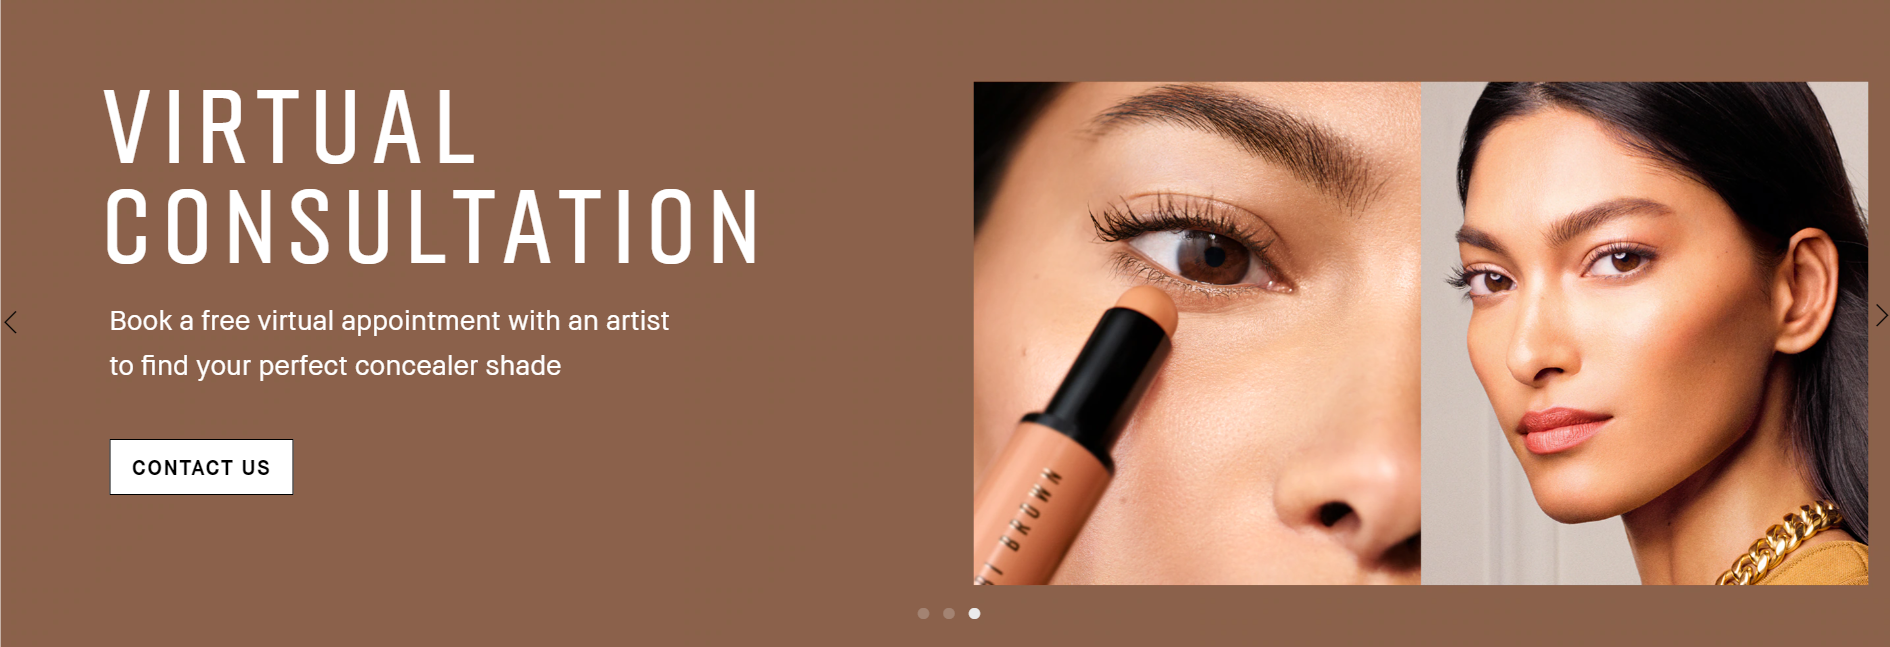 VIRTUAL
CONSULTATION
Book a free virtual appointment with an artist
to find your perfect concealer shade
CONTACT US
BROWN